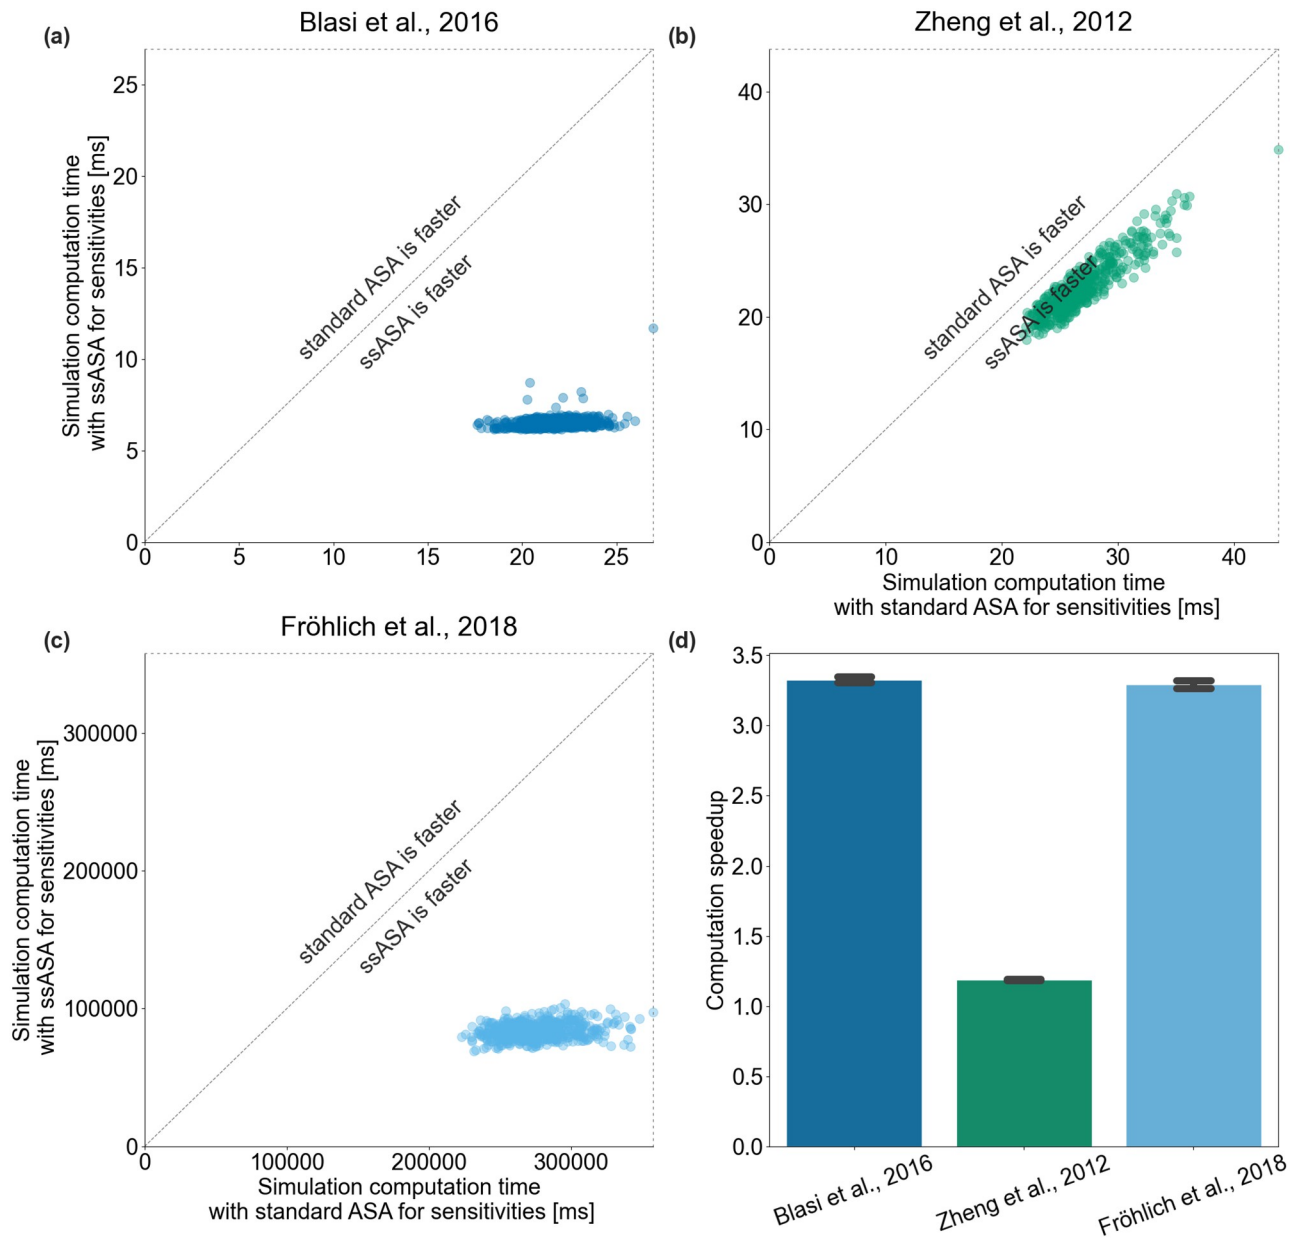 (a)
Blasi et al., 2016
Simulation computation time
with ssASA for sensitivities [ms]
25
20
15
10
5
0
standard ASA is faster
ssASA is faster
0
5
10
15
20
25
(b)
Zheng et al., 2012
40
30
20
10
0
standard ASA is faster
ssASA is faster
0
10
20
30
40
Simulation computation time
with standard ASA for sensitivities [ms]
(c)
Fröhlich et al., 2018
Simulation computation time
with ssASA for sensitivities [ms]
300000
200000
100000
0
standard ASA is faster
ssASA is faster
0
100000
200000
300000
Simulation computation time
with standard ASA for sensitivities [ms]
(d)
Computation speedup
3.5
3.0
2.5
2.0
1.5
1.0
0.5
0.0
Blasi et al., 2016
Zheng et al., 2012
Fröhlich et al., 2018